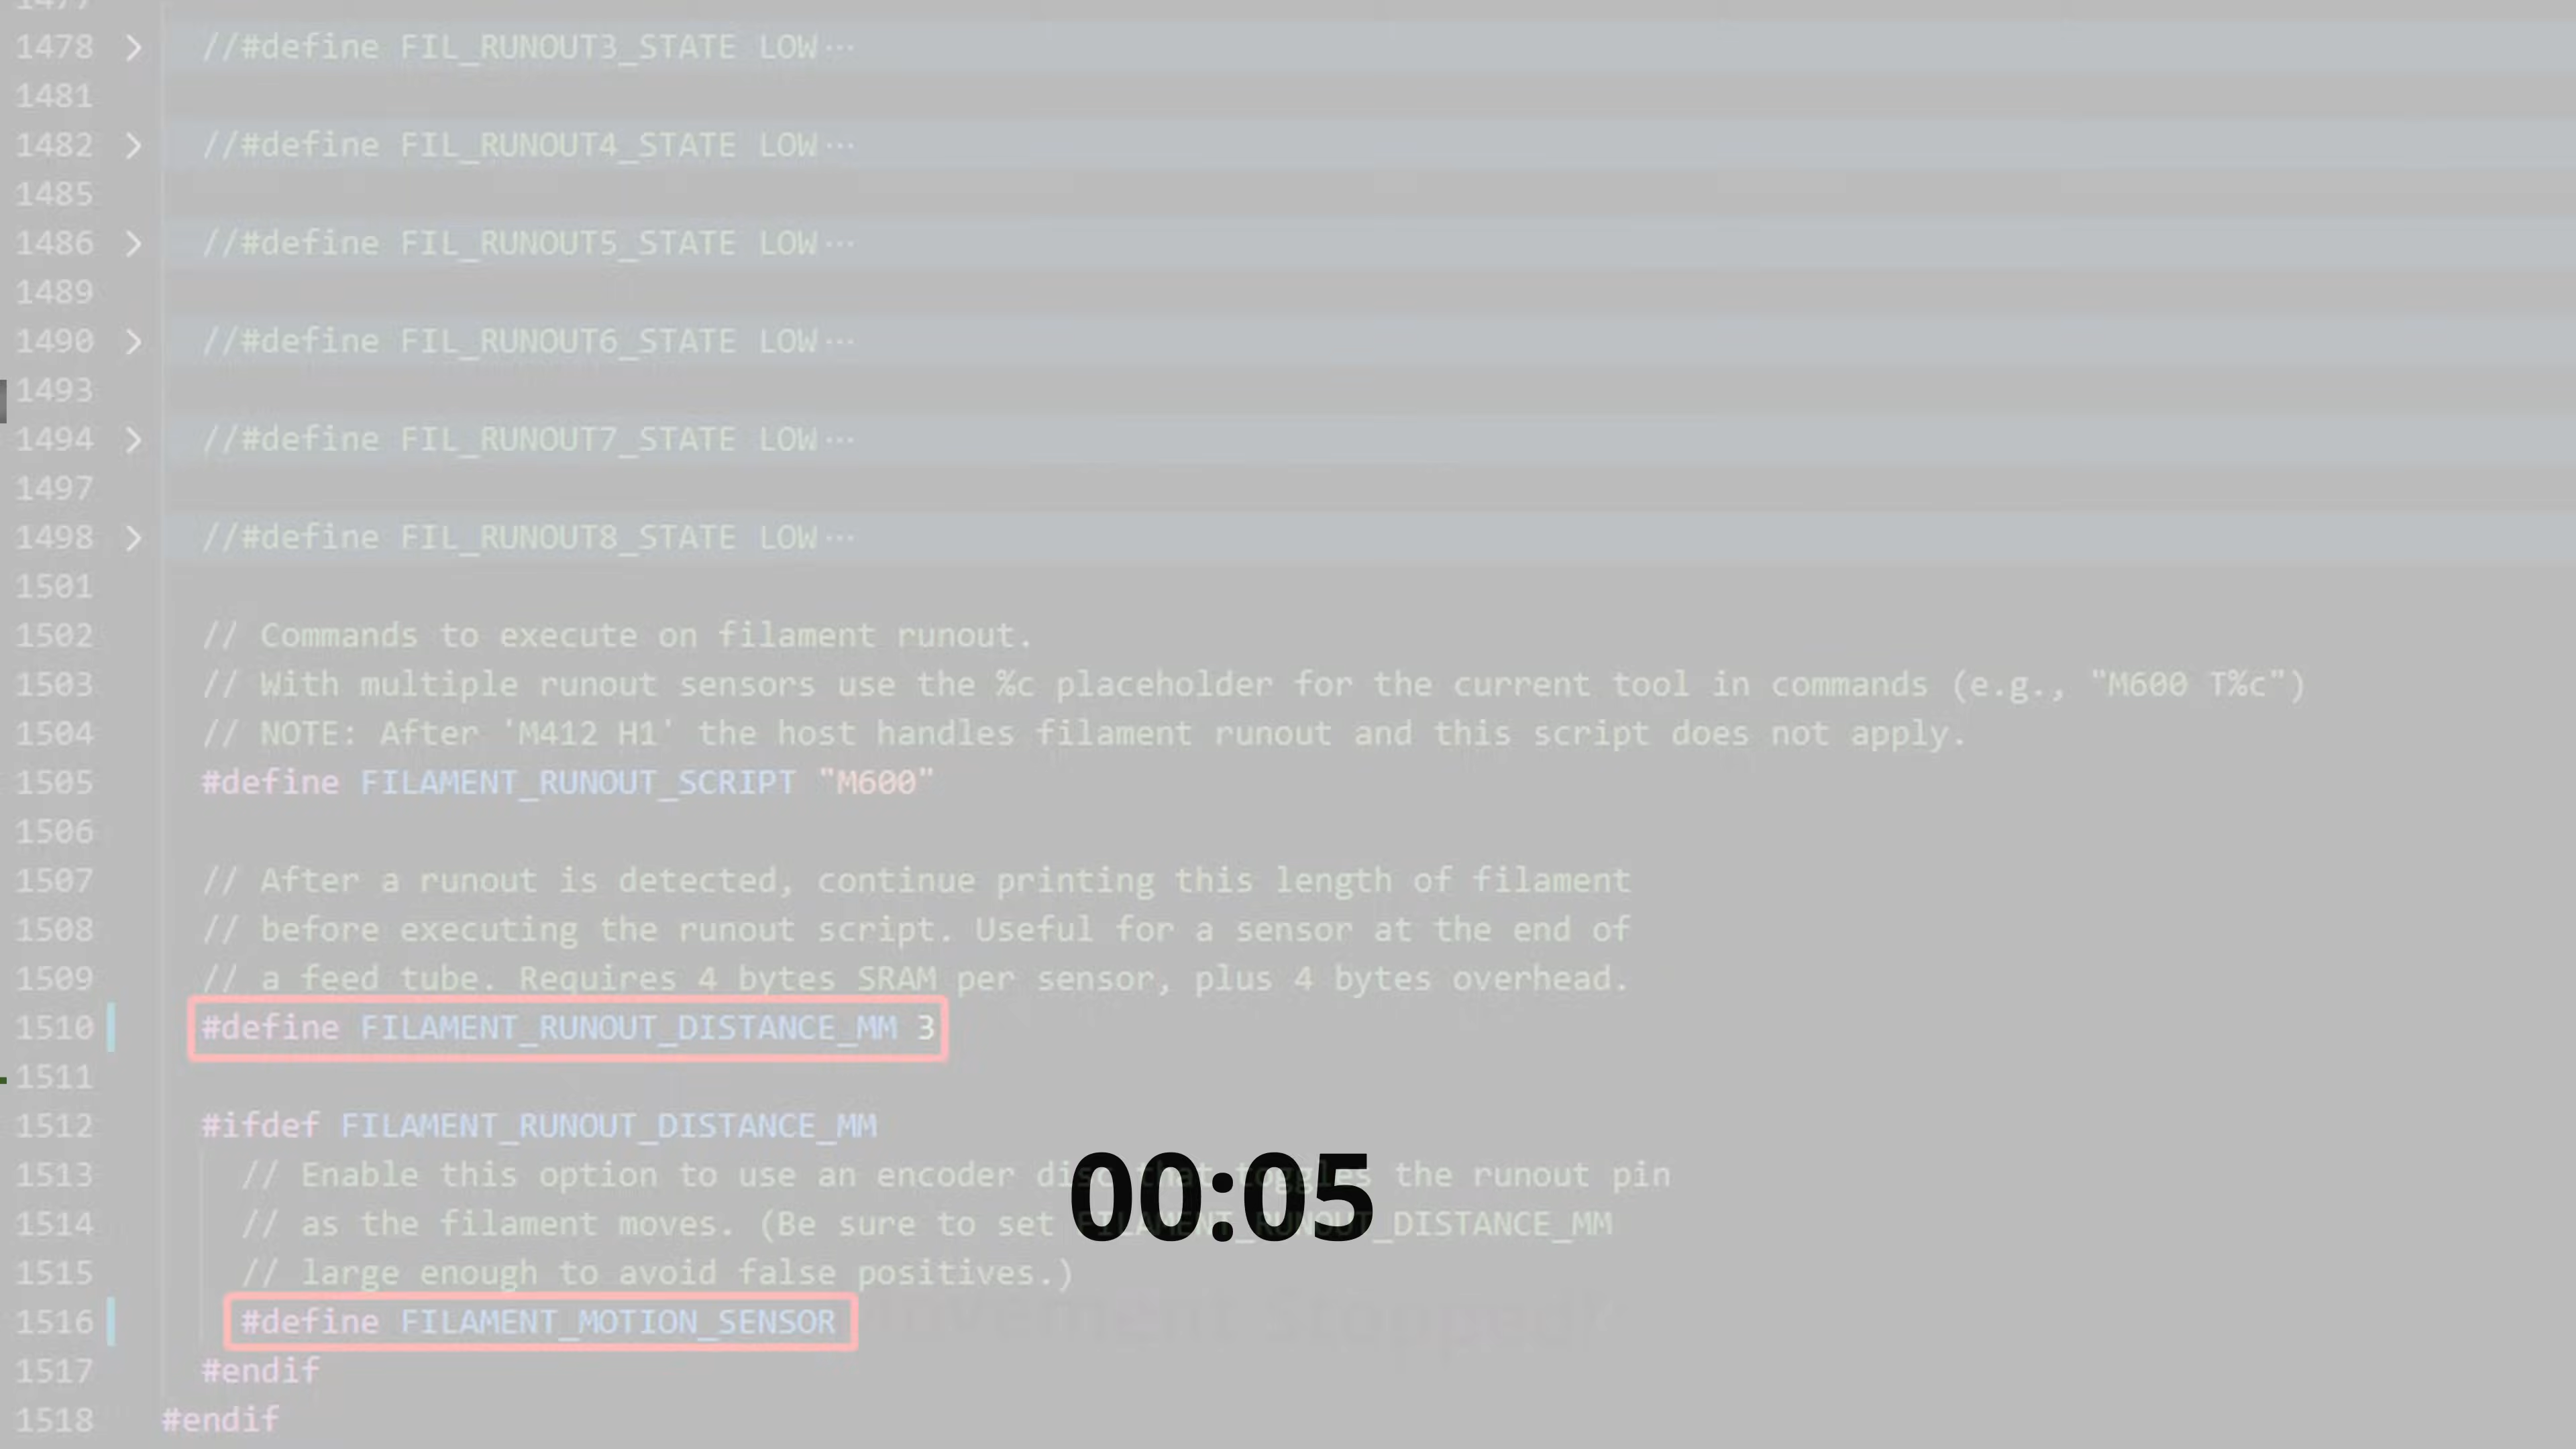 1478 > //#define FIL_RUNOUT3_STATE LOW···
1481
1482 > //#define FIL_RUNOUT4_STATE LOW···
1485
1486 > //#define FIL_RUNOUT5_STATE LOW···
1489
1490 > //#define FIL_RUNOUT6_STATE LOW···
1493
1494 > //#define FIL_RUNOUT7_STATE LOW···
1497
1498 > //#define FIL_RUNOUT8_STATE LOW···
1501
1502 // Commands to execute on filament runout.
1503 // With multiple runout sensors use the %c placeholder for the current tool in commands (e.g., "M600 T%c")
1504 // NOTE: After 'M412 H1' the host handles filament runout and this script does not apply.
1505 #define FILAMENT_RUNOUT_SCRIPT "M600"
1506
1507 // After a runout is detected, continue printing this length of filament
1508 // before executing the runout script. Useful for a sensor at the end of
1509 // a feed tube. Requires 4 bytes SRAM per sensor, plus 4 bytes overhead.
1510 #define FILAMENT_RUNOUT_DISTANCE_MM 3
1511
1512 #ifdef FILAMENT_RUNOUT_DISTANCE_MM
1513 // Enable this option to use an encoder disc that toggles the runout pin
1514 // as the filament moves. (Be sure to set FILAMENT_RUNOUT_DISTANCE_MM
00:05
1515 // large enough to avoid false positives.)
1516 #define FILAMENT_MOTION_SENSOR
1517 #endif
1518 #endif